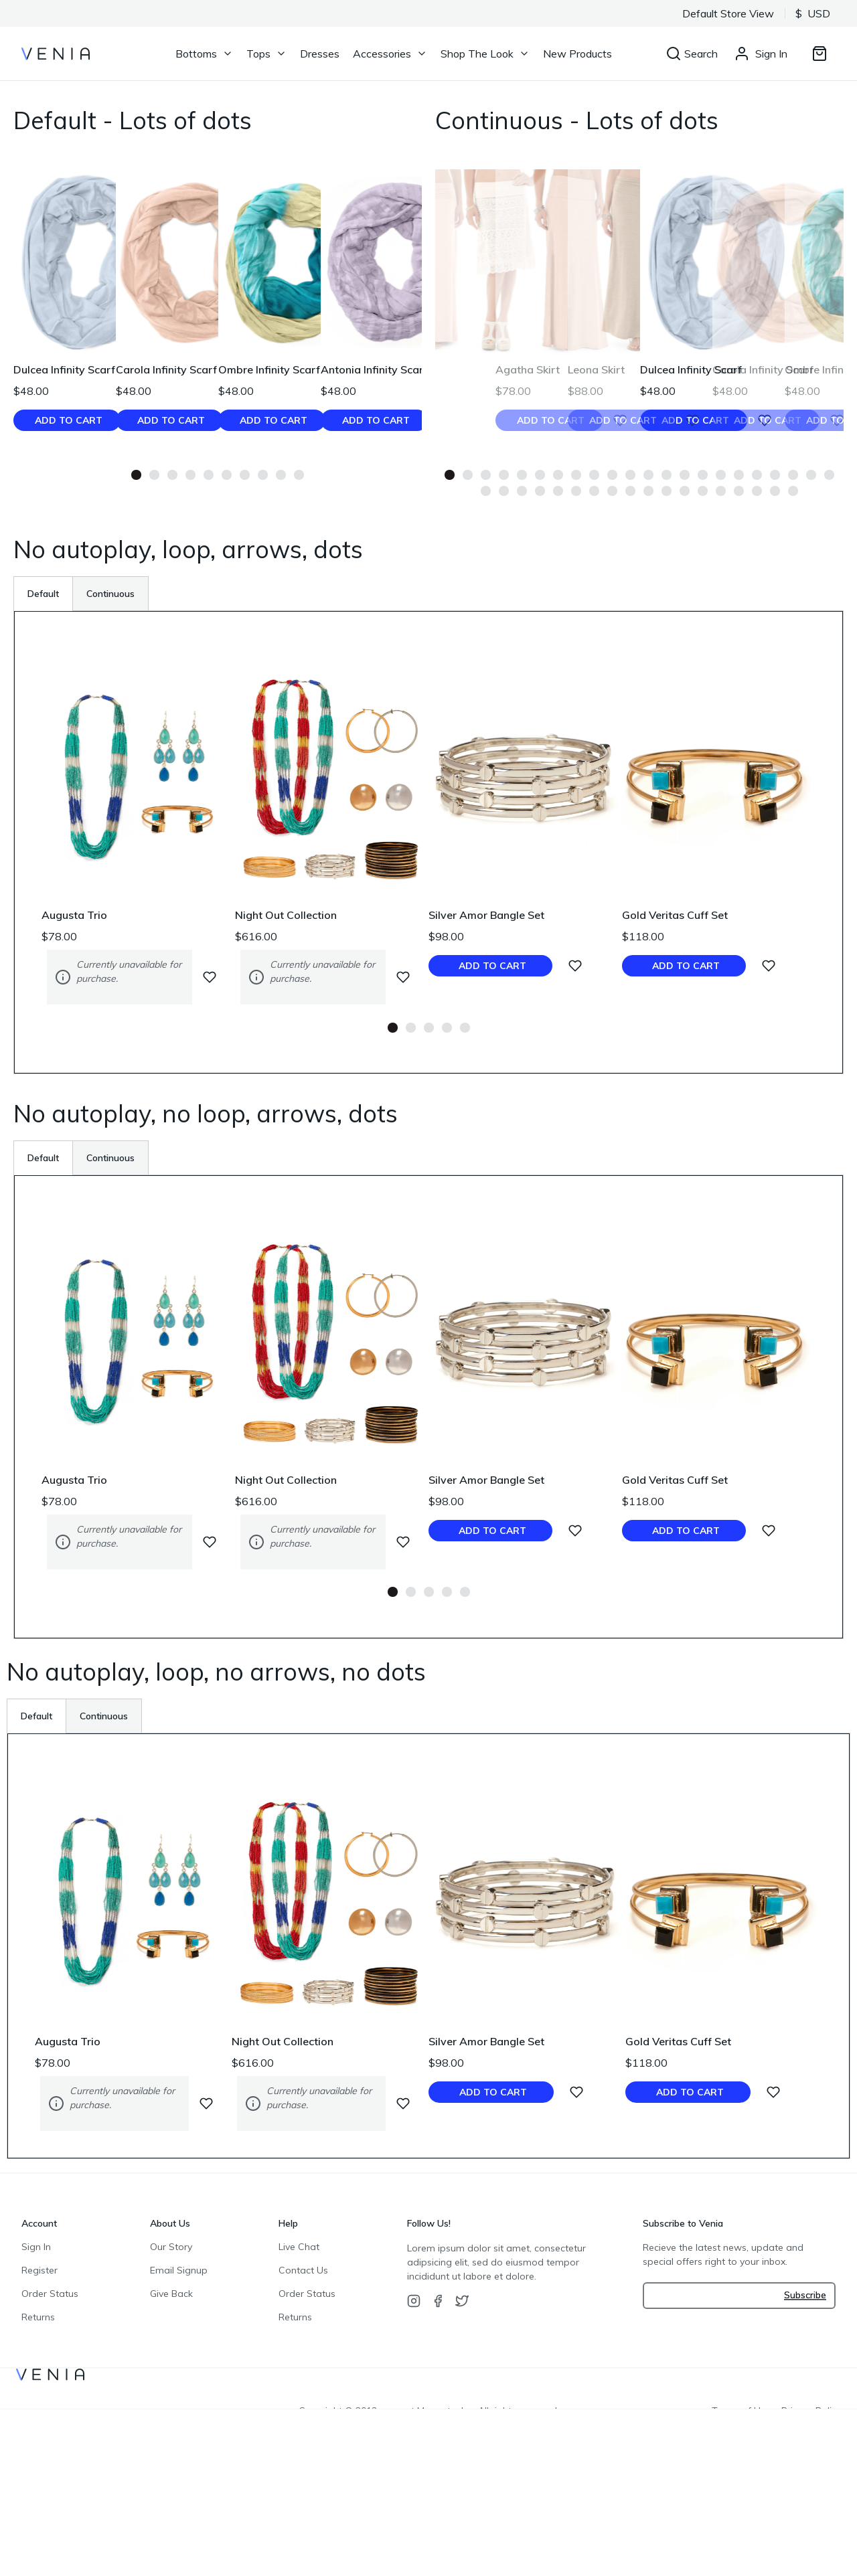 Default Store View $ USD
VENIA Bottoms Tops Dresses Accessories Shop The Look New Products Search Sign In
Default - Lots of dots
Dulcea Infinity Scarf Carola Infinity Scarf Ombre Infinity Scarf Antonia Infinity Scar
$48.00 $48.00 $48.00 $48.00
ADD TO CART ADD TO CART ADD TO CART ADD TO CART
Continuous - Lots of dots
Agatha Skirt Leona Skirt Dulcea Infinity Scarf Infinity Infin
$78.00 $88.00 $48.00 $48.00 $48.00
ADD TO CART ADD TO CART ADD TO CART ADD TO CART ADD TO
No autoplay, loop, arrows, dots
Default Continuous
Augusta Trio Night Out Collection Silver Amor Bangle Set Gold Veritas Cuff Set
$78.00 $616.00 $98.00 $118.00
Currently unavailable for purchase. Currently unavailable for purchase. ADD TO CART ADD TO CART
No autoplay, no loop, arrows, dots
Default Continuous
Augusta Trio Night Out Collection Silver Amor Bangle Set Gold Veritas Cuff Set
$78.00 $616.00 $98.00 $118.00
Currently unavailable for purchase. Currently unavailable for purchase. ADD TO CART ADD TO CART
No autoplay, loop, no arrows, no dots
Default Continuous
Augusta Trio Night Out Collection Silver Amor Bangle Set Gold Veritas Cuff Set
$78.00 $616.00 $98.00 $118.00
Currently unavailable for purchase. Currently unavailable for purchase. ADD TO CART ADD TO CART
Account
Sign In
Register
Order Status
Returns
About Us
Our Story
Email Signup
Give Back
Help
Live Chat
Contact Us
Order Status
Returns
Follow Us!
Lorem ipsum dolor sit amet, consectetur
adipiscing elit, sed do eiusmod tempor
incididunt ut labore et dolore.
Subscribe to Venia
Recieve the latest news, update and
special offers right to your inbox.
Subscribe
VENIA